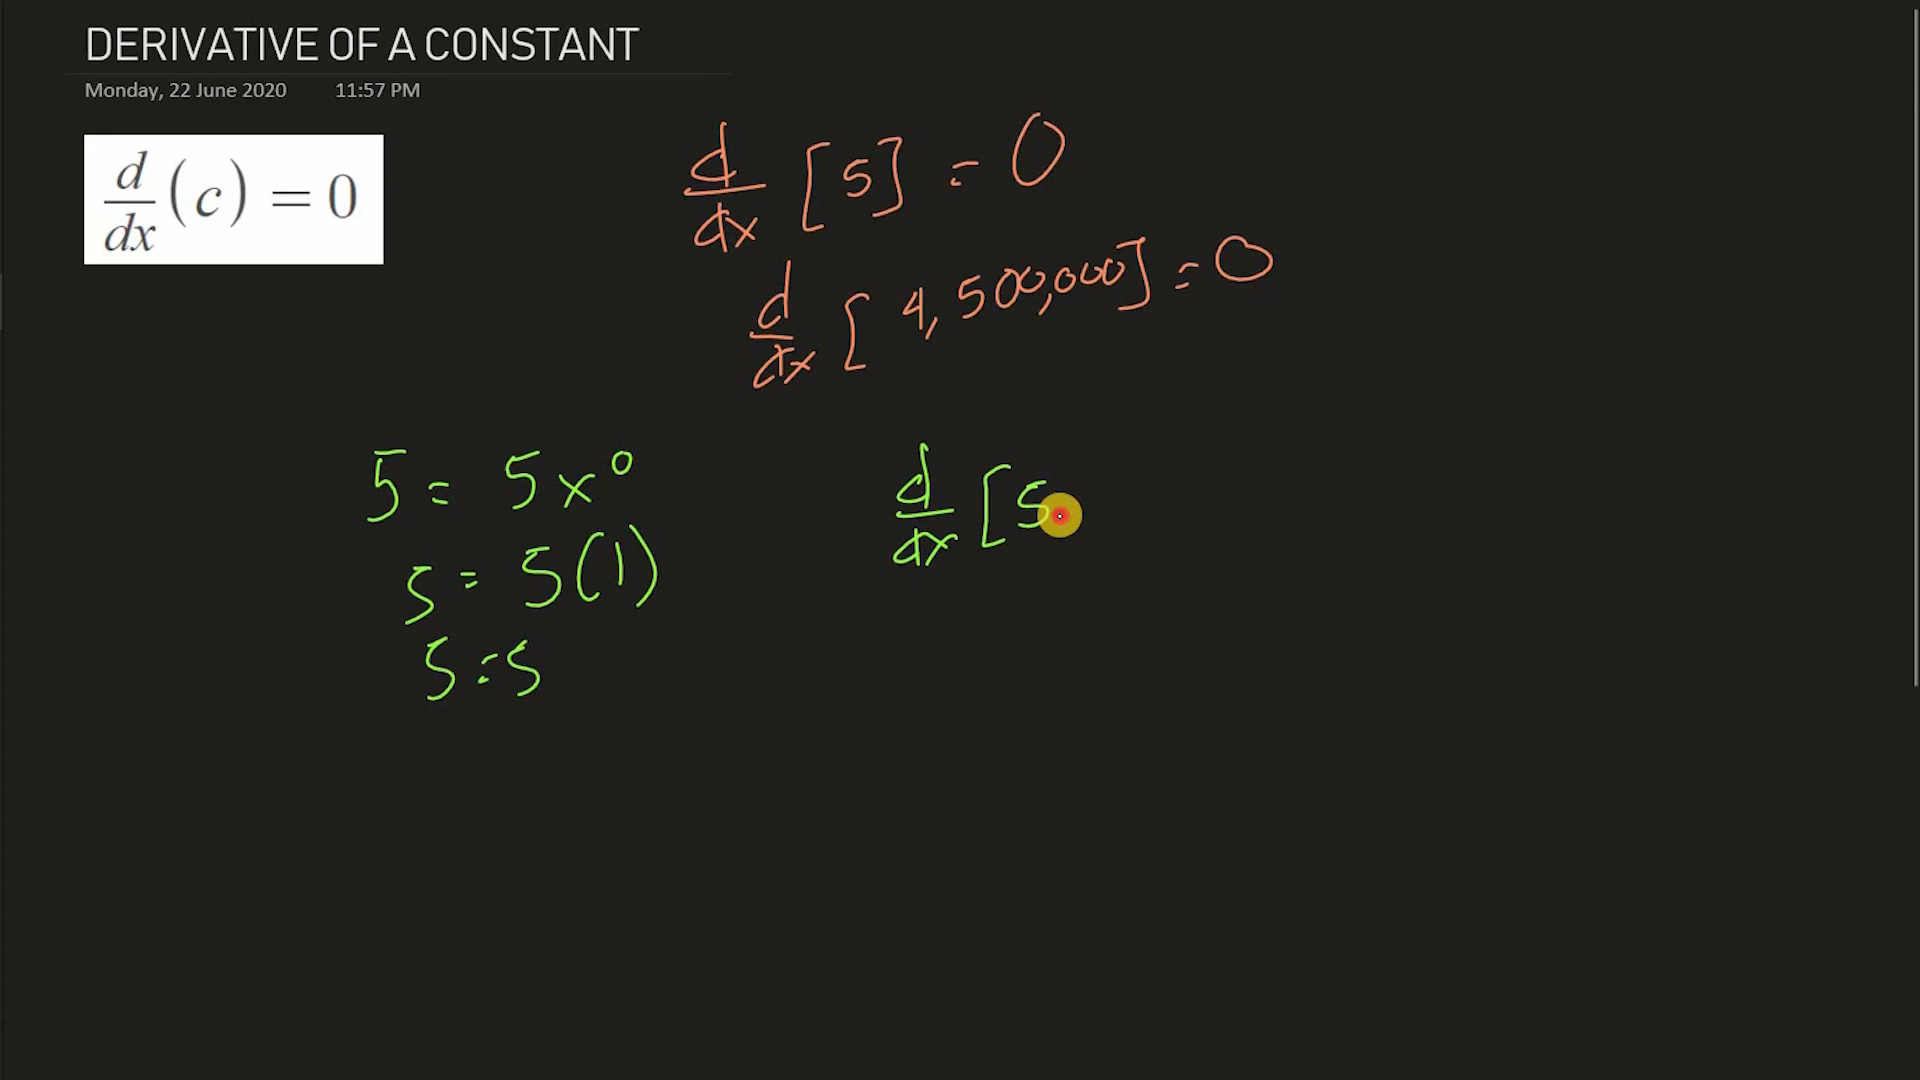 DERIVATIVE OF A CONSTANT
Monday, 22 June 2020 11:57 PM
d/dx (c) = 0
d/dx [5] = 0
d/dx [4,500,000] = 0
5 = 5x⁰
5 = 5(1)
5 = 5
d/dx [5